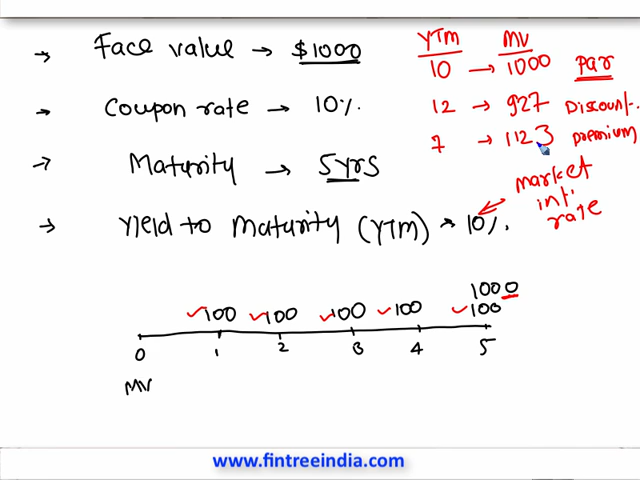 → Face value → $1000
→ Coupon rate → 10%.
→ Maturity → 5yrs
→ Yield to Maturity (YTM) → 10%.
YTM MV
10 → 1000 Par
12 → 927 Discount.
7 → 1123 premium
market
int.
rate
1000
100 100 100 100 100
0 1 2 3 4 5
MV
www.fintreeindia.com